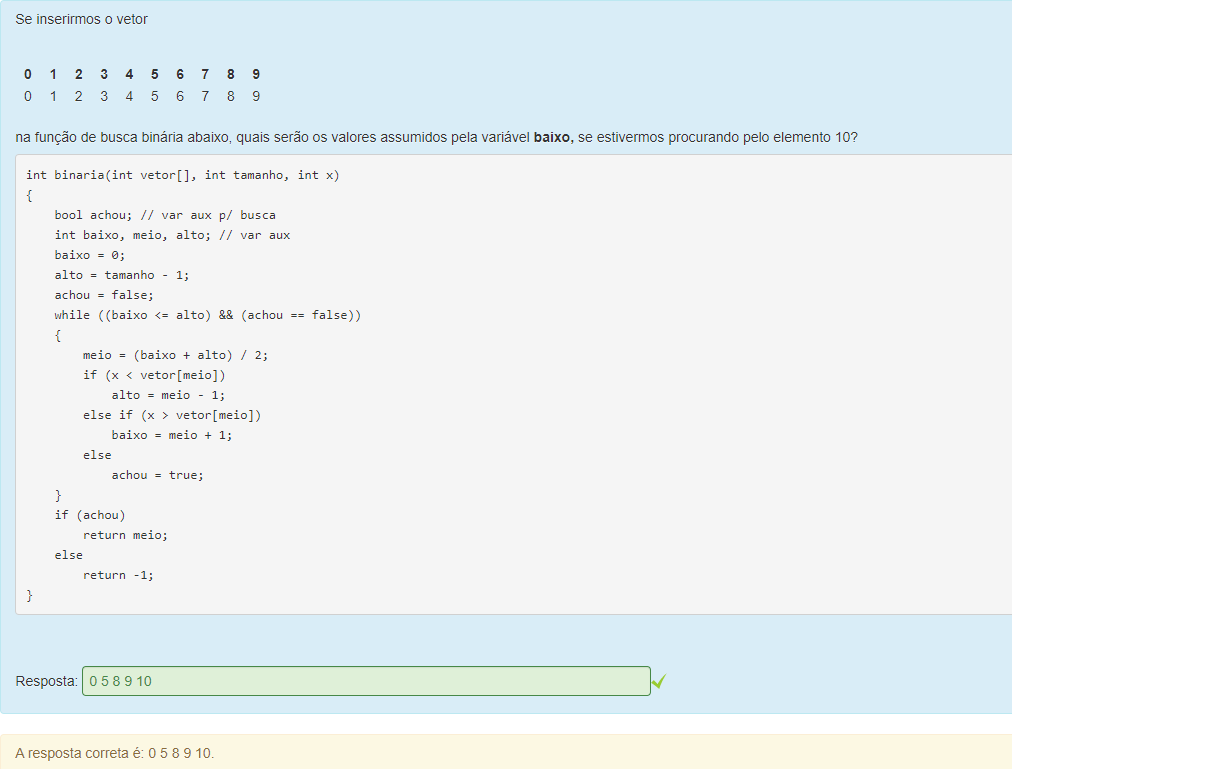 Se inserirmos o vetor
0 1 2 3 4 5 6 7 8 9
0 1 2 3 4 5 6 7 8 9
na função de busca binária abaixo, quais serão os valores assumidos pela variável baixo, se estivermos procurando pelo elemento 10?
int binaria(int vetor[], int tamanho, int x)
{
    bool achou; // var aux p/ busca
    int baixo, meio, alto; // var aux
    baixo = 0;
    alto = tamanho - 1;
    achou = false;
    while ((baixo <= alto) && (achou == false))
    {
        meio = (baixo + alto) / 2;
        if (x < vetor[meio])
            alto = meio - 1;
        else if (x > vetor[meio])
            baixo = meio + 1;
        else
            achou = true;
    }
    if (achou)
        return meio;
    else
        return -1;
}
Resposta: 0 5 8 9 10
A resposta correta é: 0 5 8 9 10.